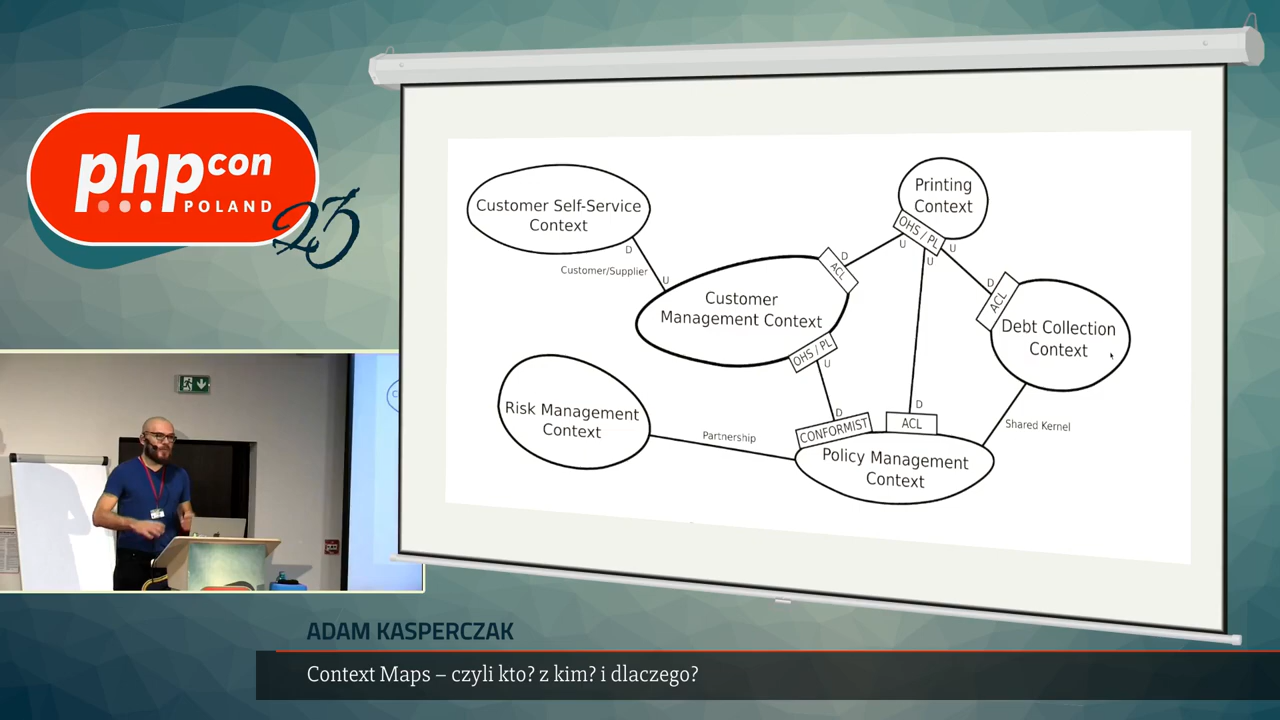 phpcon
POLAND
23
Customer Self-Service
Context
D
Customer/Supplier
U
Customer
Management Context
ACL
D
Printing
Context
OHS / PL
U
U
U
D
ACL
Debt Collection
Context
OHS / PL
U
D
CONFORMIST
D
ACL
Policy Management
Context
Shared Kernel
Partnership
Risk Management
Context
ADAM KASPERCZAK
Context Maps – czyli kto? z kim? i dlaczego?